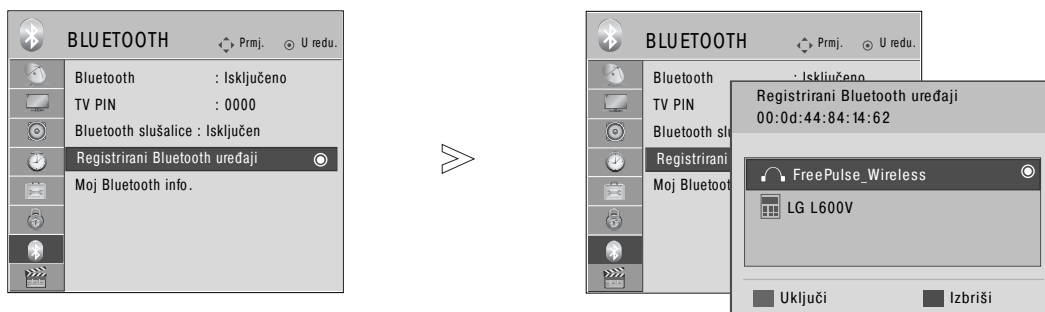 BLUETOOTH Prmj. U redu.
Bluetooth : Isključeno
TV PIN : 0000
Bluetooth slušalice : Isključen
Registrirani Bluetooth uređaji
Moj Bluetooth info.
BLUETOOTH Prmj. U redu.
Bluetooth : Isključeno
TV PIN
Bluetooth slu
Registrirani
Moj Bluetoot
Registrirani Bluetooth uređaji
00:0d:44:84:14:62
FreePulse_Wireless
LG L600V
Uključi Izbriši